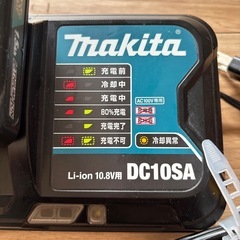 makita
充電前
冷却中
充電中
AC100V専用
80%充電
充電完了
充電不可
冷却異常
Li-ion 10.8V用 DC10SA